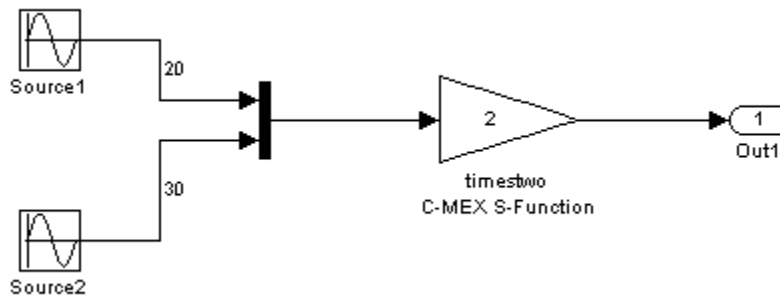 Source1
20
2
1
Out1
timestwo
C-MEX S-Function
30
Source2